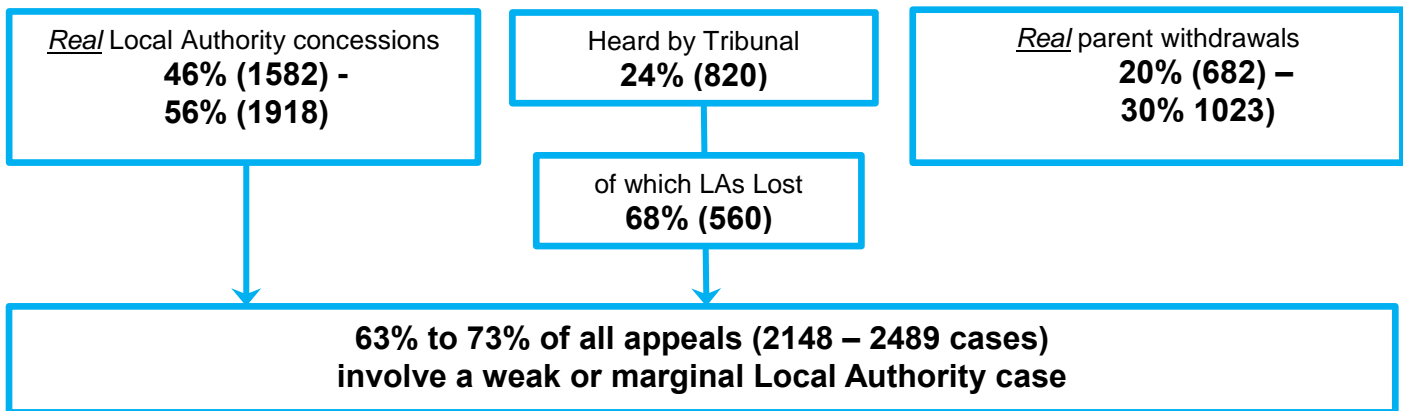 Real Local Authority concessions
46% (1582) -
56% (1918)
Heard by Tribunal
24% (820)
Real parent withdrawals
20% (682) –
30% 1023)
of which LAs Lost
68% (560)
63% to 73% of all appeals (2148 – 2489 cases)
involve a weak or marginal Local Authority case